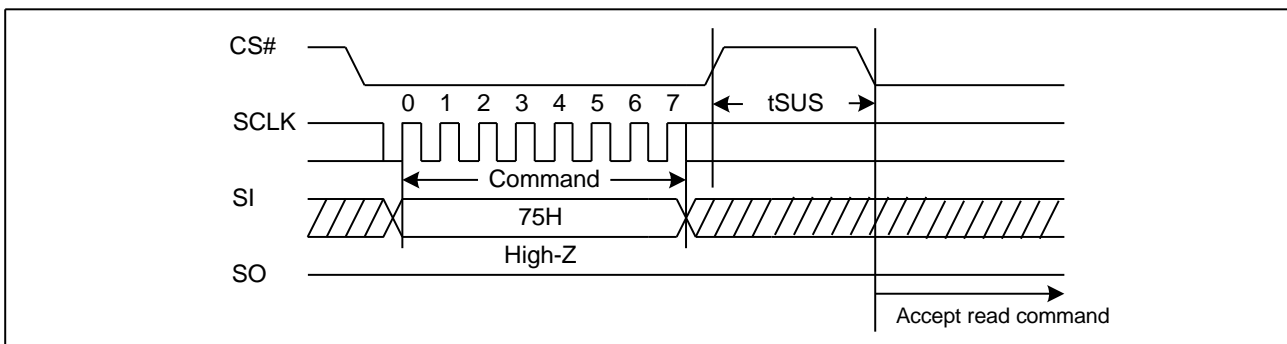 CS#
0 1 2 3 4 5 6 7
tSUS
SCLK
Command
SI
75H
High-Z
SO
Accept read command